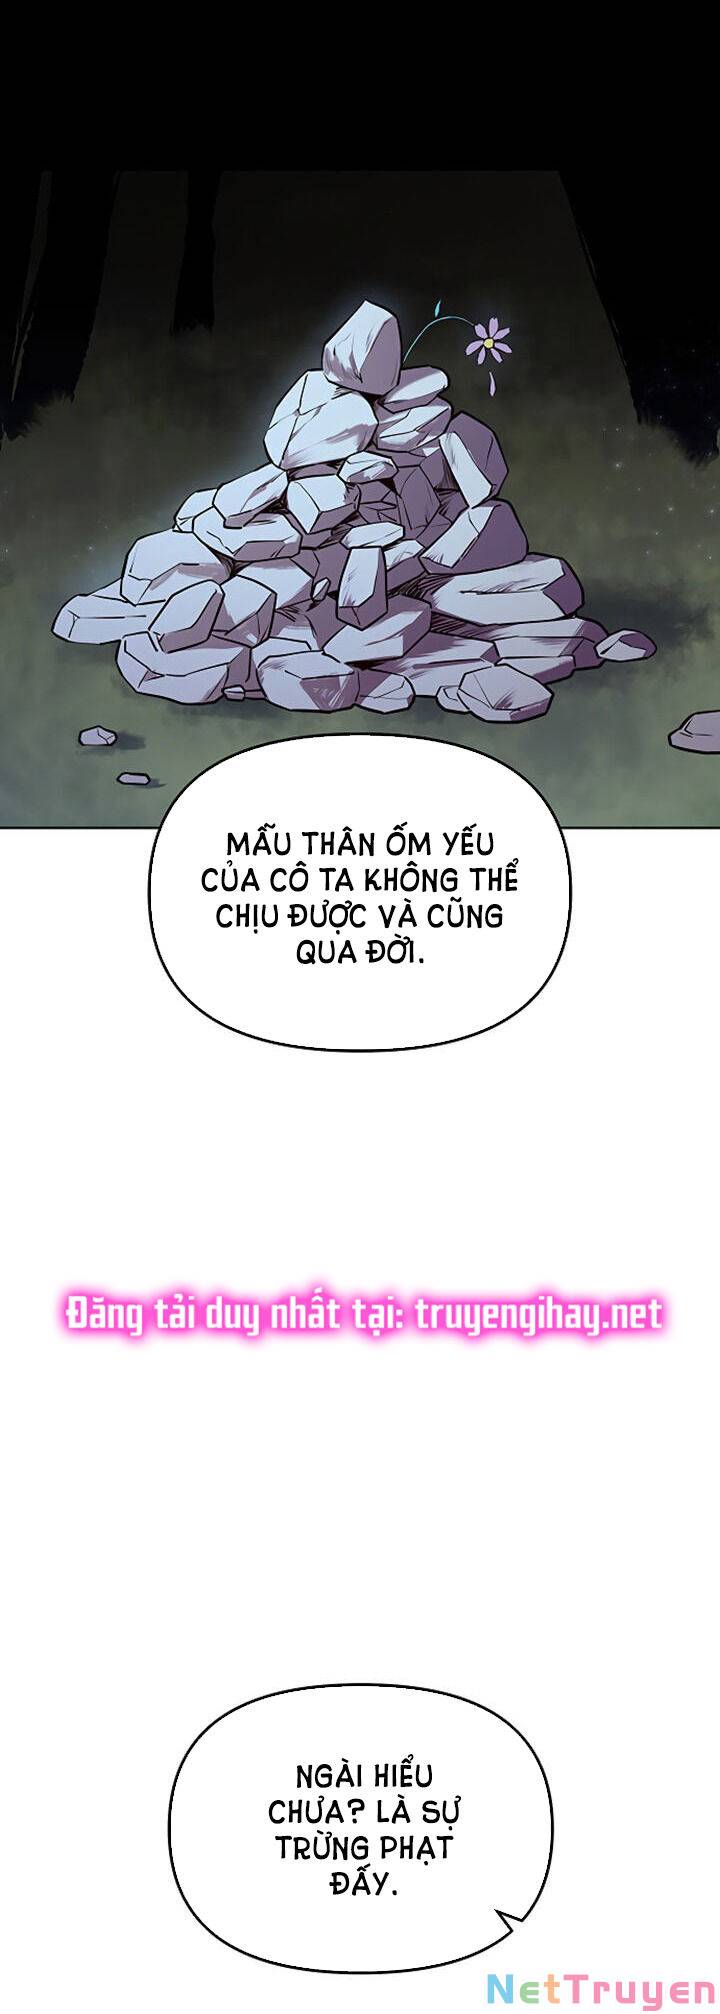 MẪU THÂN ỐM YẾU
CỦA CÔ TA KHÔNG THỂ
CHỊU ĐƯỢC VÀ CŨNG
QUA ĐỜI.
Đăng tải duy nhất tại: truyengihay.net
NGÀI HIỂU
CHƯA? LÀ SỰ
TRỪNG PHẠT
ĐẤY.
NetTruyen